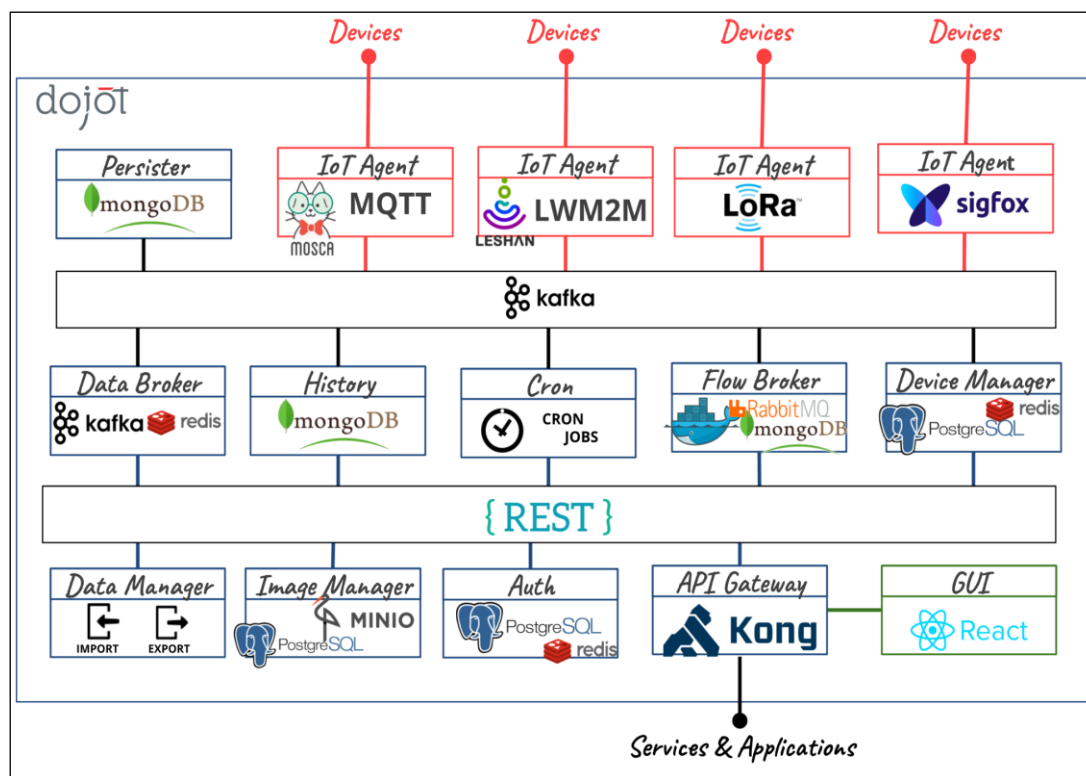 Devices Devices Devices Devices
dojot
Persister IoT Agent IoT Agent IoT Agent IoT Agent
mongoDB MQTT LWM2M LoRa™ sigfox
MOSCA LESHΛN
kafka
Data Broker History Cron Flow Broker Device Manager
kafka redis mongoDB CRON JOBS RabbitMQ mongoDB redis PostgreSQL
{ REST }
Data Manager Image Manager Auth API Gateway GUI
IMPORT EXPORT MINIO PostgreSQL PostgreSQL redis Kong React
Services & Applications